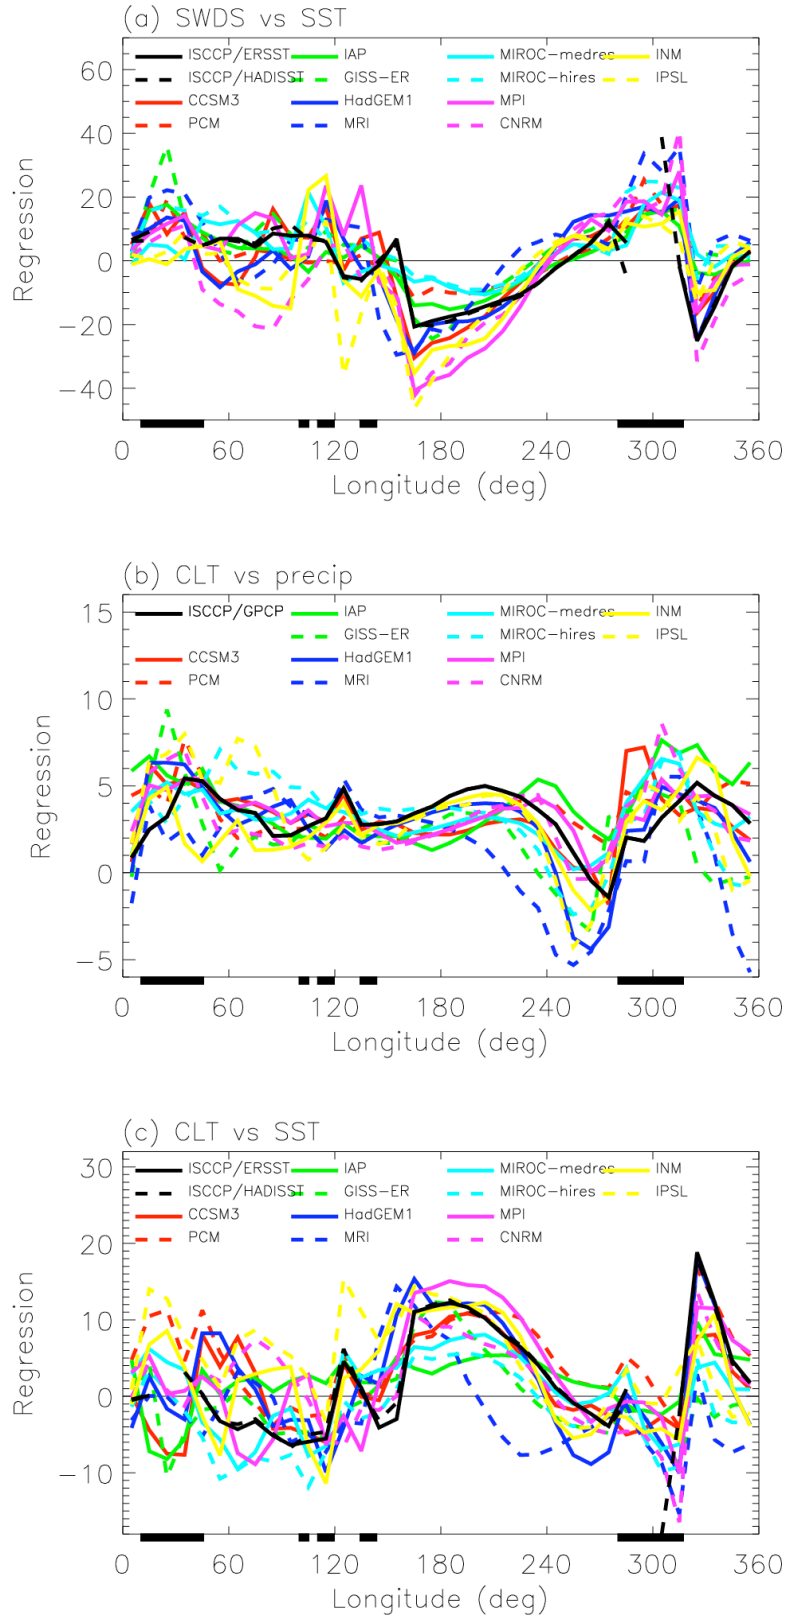 (a) SWDS vs SST
ISCCP/ERSST IAP MIROC-medres INM
ISCCP/HADISST GISS-ER MIROC-hires IPSL
CCSM3 HadGEM1 MPI
PCM MRI CNRM
60
40
20
0
-20
-40
Regression
0 60 120 180 240 300 360
Longitude (deg)
(b) CLT vs precip
ISCCP/GPCP IAP MIROC-medres INM
GISS-ER MIROC-hires IPSL
CCSM3 HadGEM1 MPI
PCM MRI CNRM
15
10
5
0
-5
Regression
0 60 120 180 240 300 360
Longitude (deg)
(c) CLT vs SST
ISCCP/ERSST IAP MIROC-medres INM
ISCCP/HADISST GISS-ER MIROC-hires IPSL
CCSM3 HadGEM1 MPI
PCM MRI CNRM
30
20
10
0
-10
Regression
0 60 120 180 240 300 360
Longitude (deg)